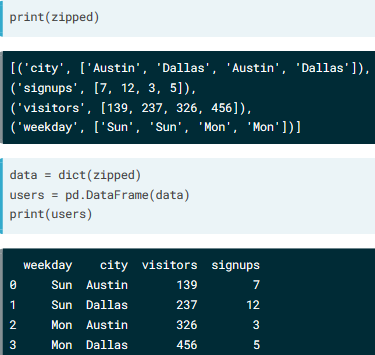 print(zipped)
[('city', ['Austin', 'Dallas', 'Austin', 'Dallas']),
('signups', [7, 12, 3, 5]),
('visitors', [139, 237, 326, 456]),
('weekday', ['Sun', 'Sun', 'Mon', 'Mon'])]
data = dict(zipped)
users = pd.DataFrame(data)
print(users)
weekday city visitors signups
0 Sun Austin 139 7
1 Sun Dallas 237 12
2 Mon Austin 326 3
3 Mon Dallas 456 5